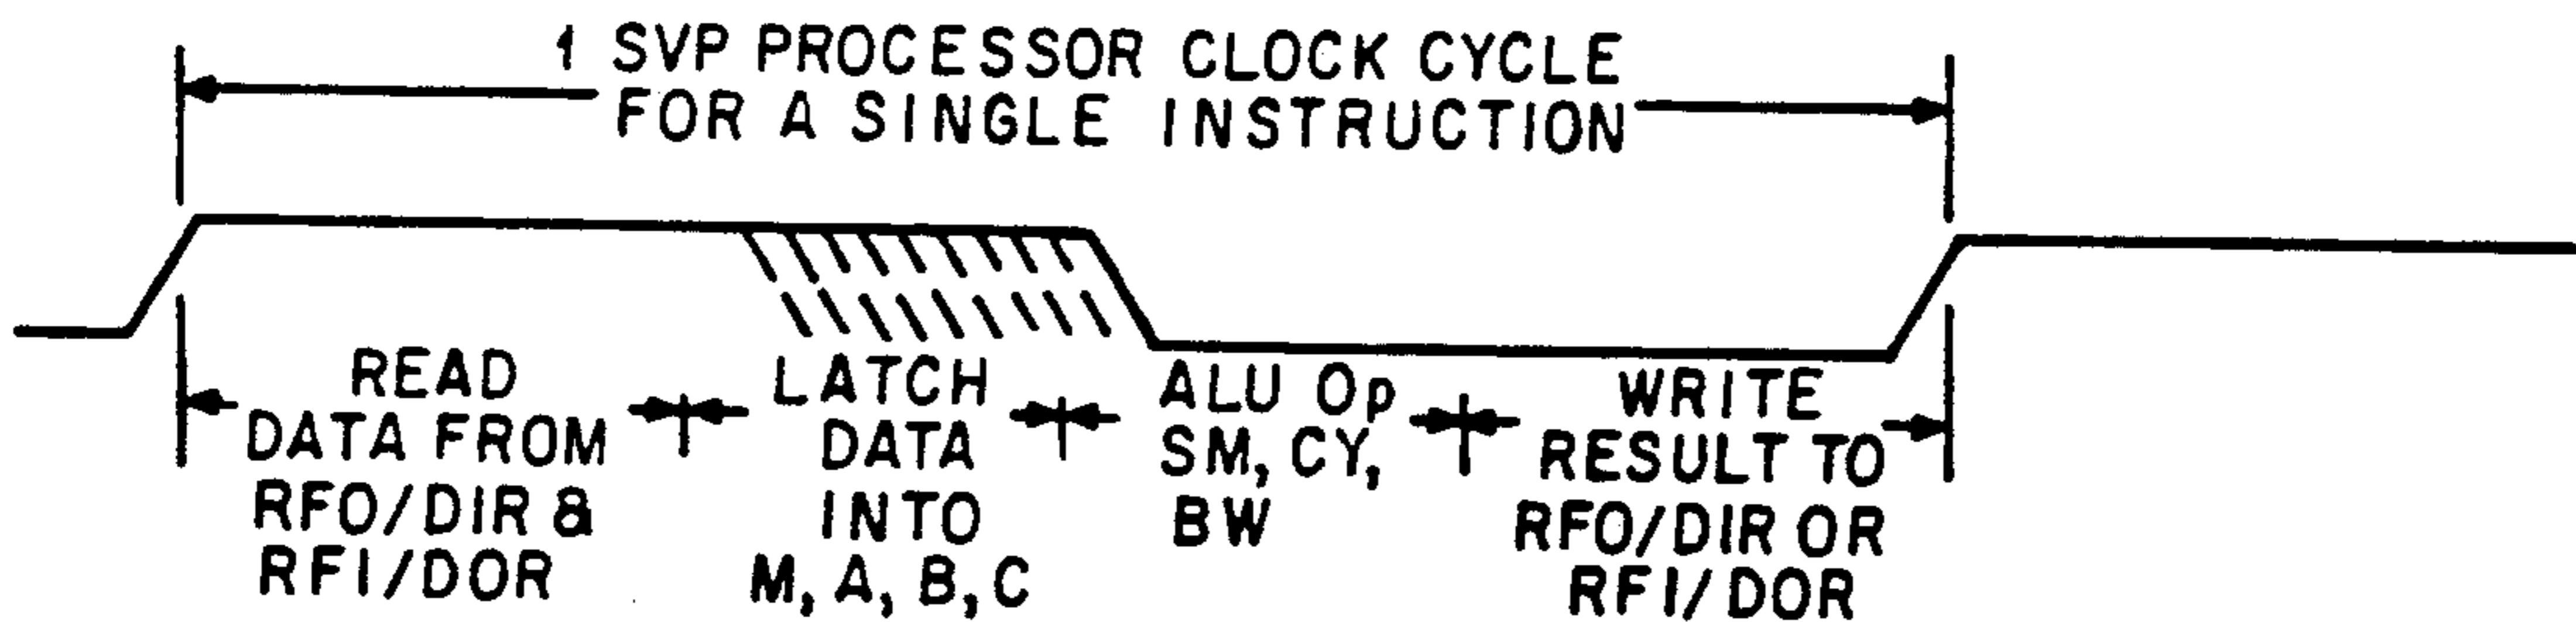 1 SVP PROCESSOR CLOCK CYCLE
FOR A SINGLE INSTRUCTION
READ
DATA FROM
RFO/DIR &
RFI/DOR
LATCH
DATA
INTO
M, A, B, C
ALU Op
SM, CY,
BW
WRITE
RESULT TO
RFO/DIR OR
RFI/DOR